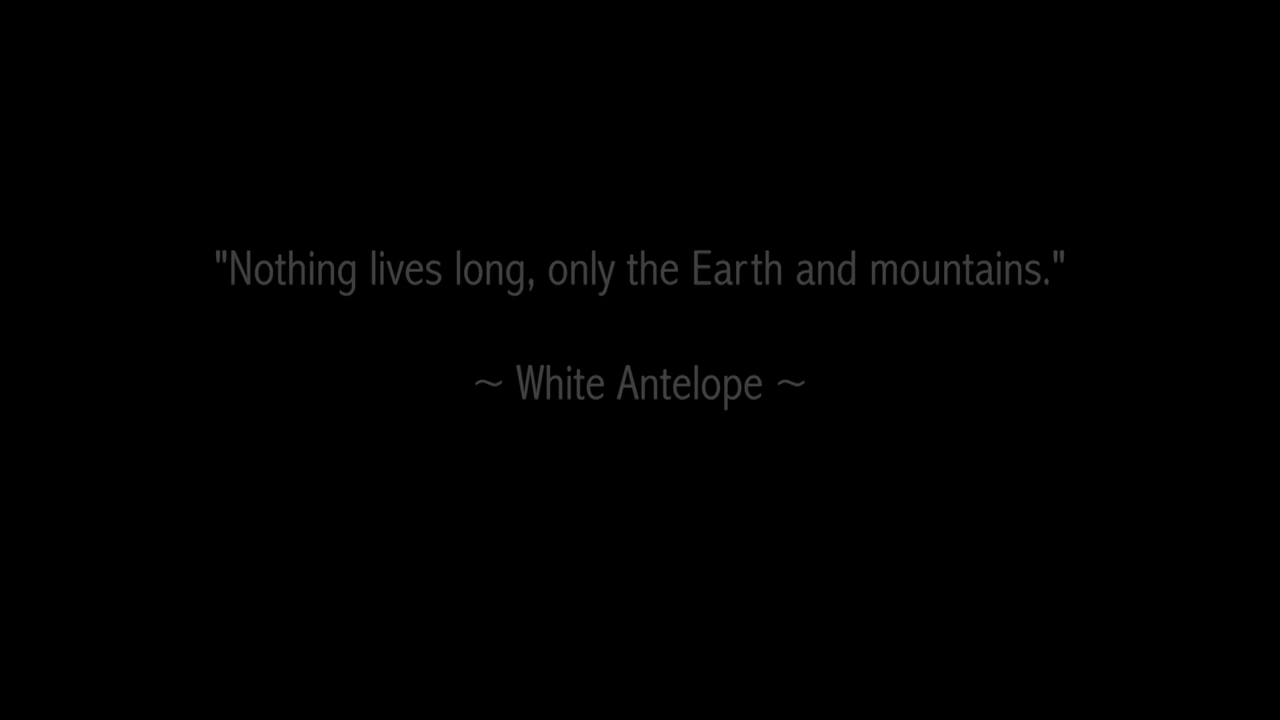 "Nothing lives long, only the Earth and mountains."
~ White Antelope ~